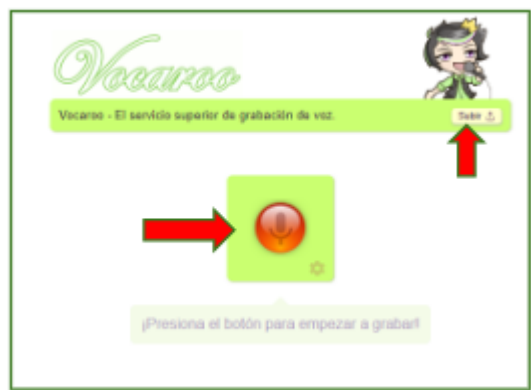 Vocaroo
Vocaroo - El servicio superior de grabación de voz.
Subir
¡Presiona el botón para empezar a grabar!